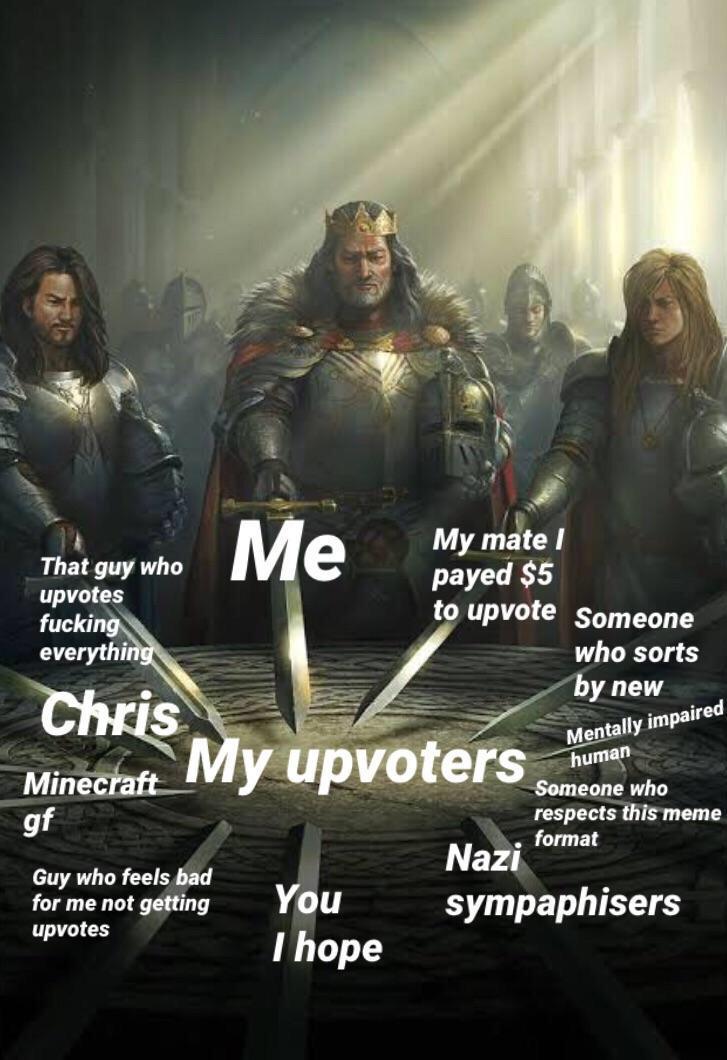 Me
My mate I
payed $5
to upvote
That guy who
upvotes
fucking
everything
Someone
who sorts
by new
Chris
My upvoters
Mentally impaired
human
Minecraft
gf
Someone who
respects this meme
format
Nazi
sympaphisers
Guy who feels bad
for me not getting
upvotes
You
I hope